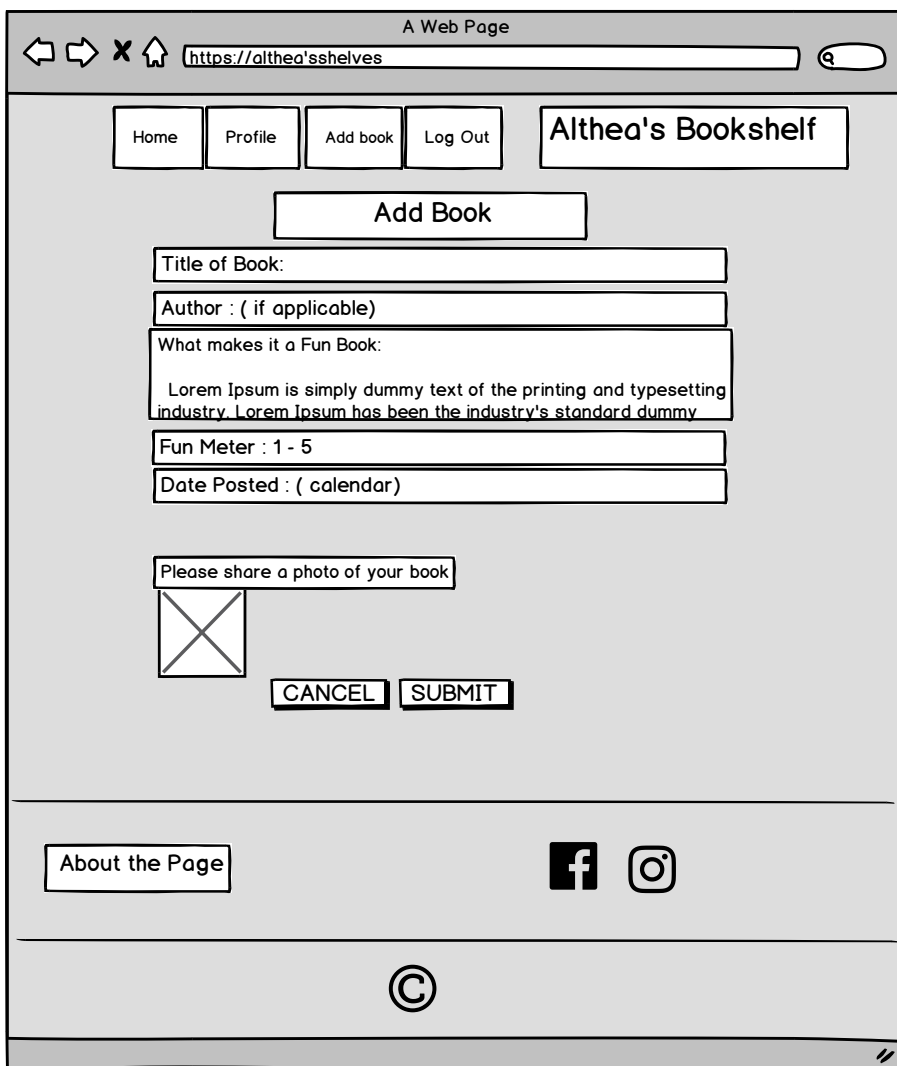 A Web Page
https://althea'sshelves
Home
Profile
Add book
Log Out
Althea's Bookshelf
Add Book
Title of Book:
Author : ( if applicable)
What makes it a Fun Book:
Lorem Ipsum is simply dummy text of the printing and typesetting
industry. Lorem Ipsum has been the industry's standard dummy
Fun Meter : 1 - 5
Date Posted : ( calendar)
Please share a photo of your book
CANCEL
SUBMIT
About the Page
©